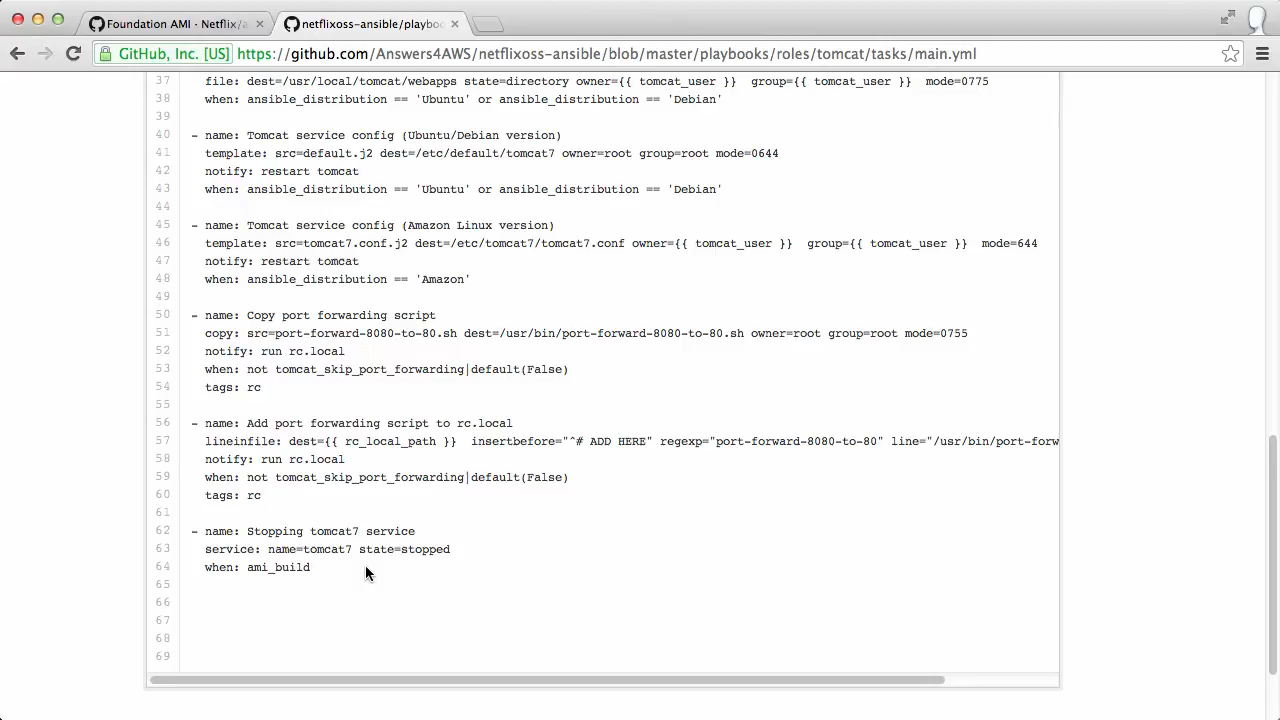 Foundation AMI · Netflix/a
netflixoss-ansible/playboo
GitHub, Inc. [US] https://github.com/Answers4AWS/netflixoss-ansible/blob/master/playbooks/roles/tomcat/tasks/main.yml
37 file: dest=/usr/local/tomcat/webapps state=directory owner={{ tomcat_user }}  group={{ tomcat_user }}  mode=0775
38 when: ansible_distribution == 'Ubuntu' or ansible_distribution == 'Debian'
39
40 - name: Tomcat service config (Ubuntu/Debian version)
41 template: src=default.j2 dest=/etc/default/tomcat7 owner=root group=root mode=0644
42 notify: restart tomcat
43 when: ansible_distribution == 'Ubuntu' or ansible_distribution == 'Debian'
44
45 - name: Tomcat service config (Amazon Linux version)
46 template: src=tomcat7.conf.j2 dest=/etc/tomcat7/tomcat7.conf owner={{ tomcat_user }}  group={{ tomcat_user }}  mode=644
47 notify: restart tomcat
48 when: ansible_distribution == 'Amazon'
49
50 - name: Copy port forwarding script
51 copy: src=port-forward-8080-to-80.sh dest=/usr/bin/port-forward-8080-to-80.sh owner=root group=root mode=0755
52 notify: run rc.local
53 when: not tomcat_skip_port_forwarding|default(False)
54 tags: rc
55
56 - name: Add port forwarding script to rc.local
57 lineinfile: dest={{ rc_local_path }}  insertbefore="^# ADD HERE" regexp="port-forward-8080-to-80" line="/usr/bin/port-forw
58 notify: run rc.local
59 when: not tomcat_skip_port_forwarding|default(False)
60 tags: rc
61
62 - name: Stopping tomcat7 service
63 service: name=tomcat7 state=stopped
64 when: ami_build
65
66
67
68
69